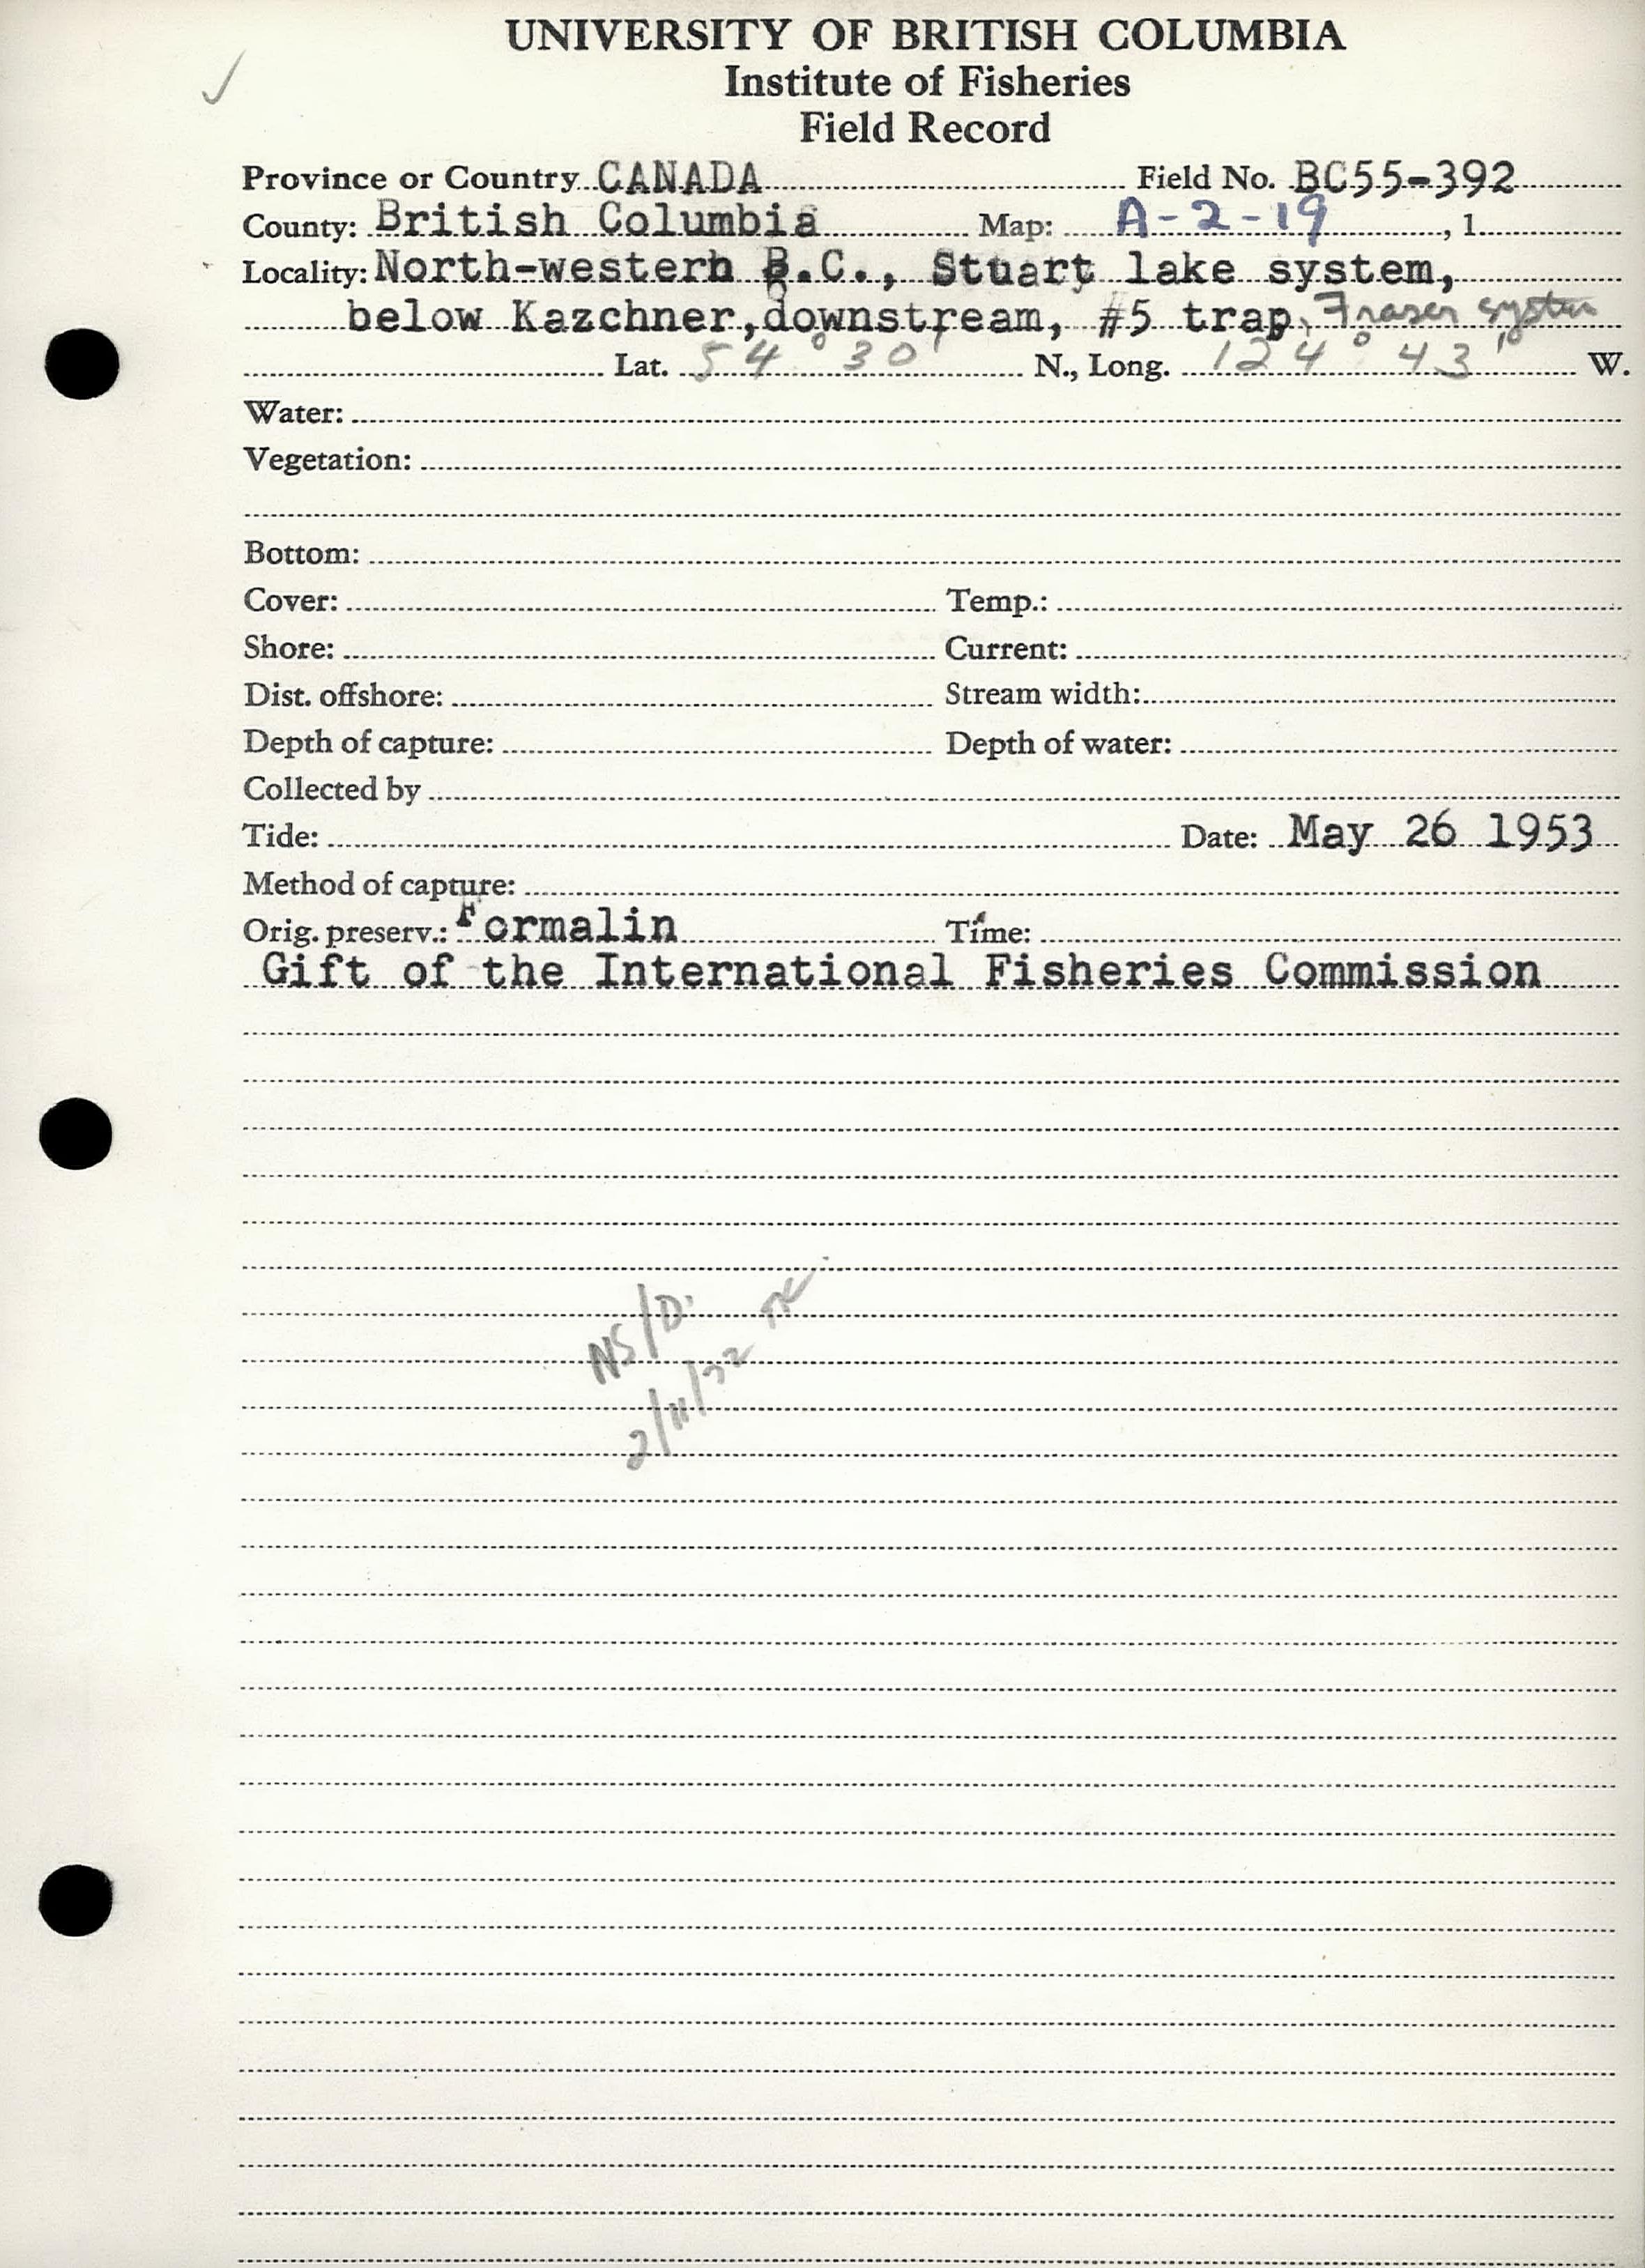 UNIVERSITY OF BRITISH COLUMBIA
Institute of Fisheries
Field Record
Province or Country CANADA Field No. BC55-392
County: British Columbia Map: A-2-19, 1
Locality: North-western B.C., Stuart lake system,
below Kazchner, downstream, #5 trap, Fraser system
Lat. 54° 30' N., Long. 124° 43' W.
Water:
Vegetation:
Bottom:
Cover: Temp.:
Shore: Current:
Dist. offshore: Stream width:
Depth of capture: Depth of water:
Collected by
Tide: Date: May 26 1953
Method of capture:
Orig. preserv.: Formalin Time:
Gift of the International Fisheries Commission
NS/D.
2/11/72